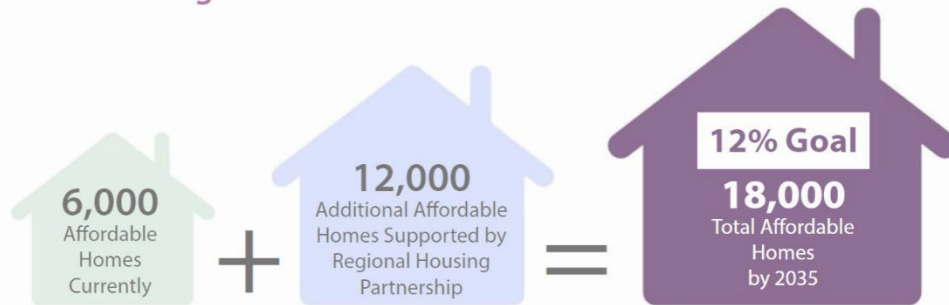 6,000
Affordable
Homes
Currently
+
12,000
Additional Affordable
Homes Supported by
Regional Housing
Partnership
=
12% Goal
18,000
Total Affordable
Homes
by 2035